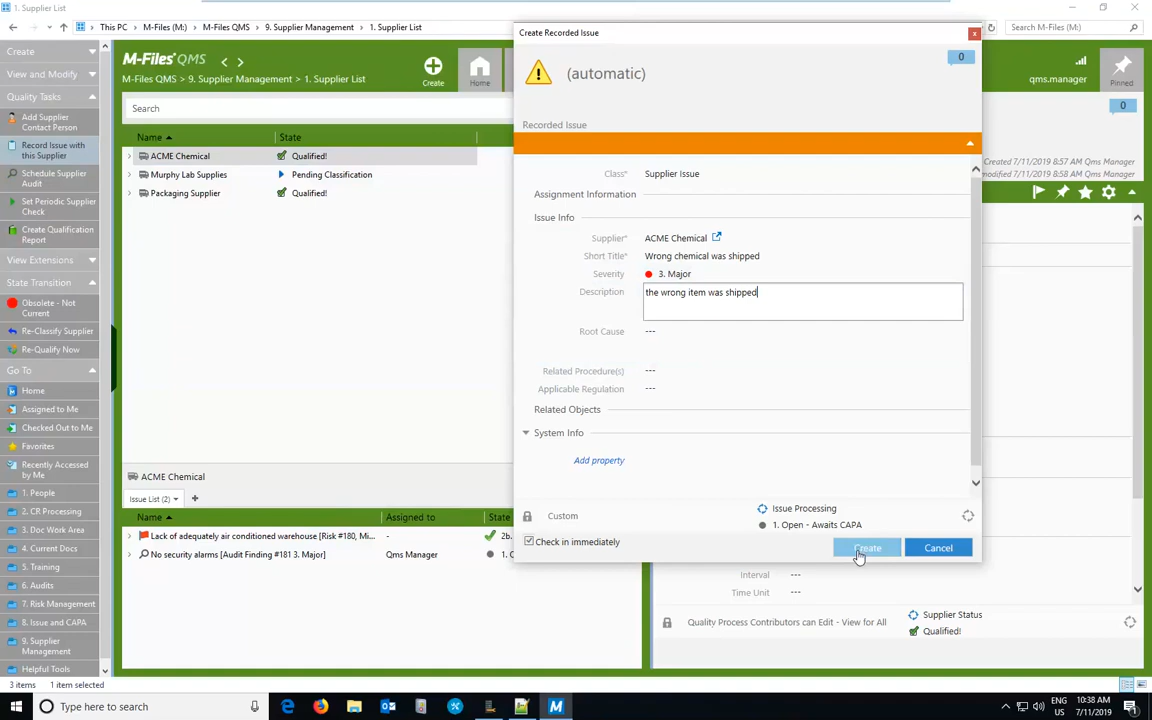 1. Supplier List
This PC > M-Files (M:) > M-Files QMS > 9. Supplier Management > 1. Supplier List
Search M-Files (M:)
Create
View and Modify
Quality Tasks
Add Supplier
Contact Person
Record Issue with
this Supplier
Schedule Supplier
Audit
Set Periodic Supplier
Check
Create Qualification
Report
View Extensions
State Transition
Obsolete - Not
Current
Re-Classify Supplier
Re-Qualify Now
Go To
Home
Assigned to Me
Checked Out to Me
Favorites
Recently Accessed
by Me
1. People
2. CR Processing
3. Doc Work Area
4. Current Docs
5. Training
6. Audits
7. Risk Management
8. Issue and CAPA
9. Supplier
Management
Helpful Tools
3 items 1 item selected
M-Files QMS
M-Files QMS > 9. Supplier Management > 1. Supplier List
Create
Home
Search
Name State
ACME Chemical Qualified!
Murphy Lab Supplies Pending Classification
Packaging Supplier Qualified!
ACME Chemical
Issue List (2)
Name Assigned to State
Lack of adequately air conditioned warehouse [Risk #180, Mi... - 2b.
No security alarms [Audit Finding #181 3. Major] Qms Manager 1. O
Create Recorded Issue
x
(automatic)
0
Recorded Issue
Class* Supplier Issue
Assignment Information
Issue Info
Supplier* ACME Chemical
Short Title* Wrong chemical was shipped
Severity 3. Major
Description the wrong item was shipped
Root Cause ---
Related Procedure(s) ---
Applicable Regulation ---
Related Objects
System Info
Add property
Custom
Issue Processing
1. Open - Awaits CAPA
Check in immediately
Create
Cancel
qms.manager
Pinned
0
Created 7/11/2019 8:57 AM Qms Manager
modified 7/11/2019 8:58 AM Qms Manager
Interval ---
Time Unit ---
Quality Process Contributors can Edit - View for All
Supplier Status
Qualified!
Type here to search
M
ENG
US
10:38 AM
7/11/2019
1